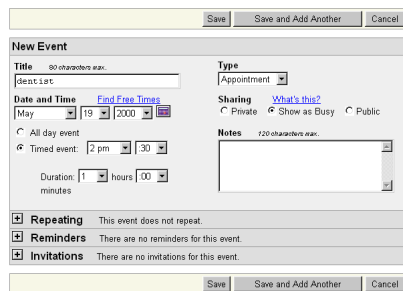 Save Save and Add Another Cancel
New Event
Title 80 characters max.
dentist
Type
Appointment
Date and Time Find Free Times
May 19 2000
Sharing What's this?
Private Show as Busy Public
All day event
Timed event: 2 pm :30
Duration: 1 hours :00
minutes
Notes 120 characters max.
Repeating This event does not repeat.
Reminders There are no reminders for this event.
Invitations There are no invitations for this event.
Save Save and Add Another Cancel